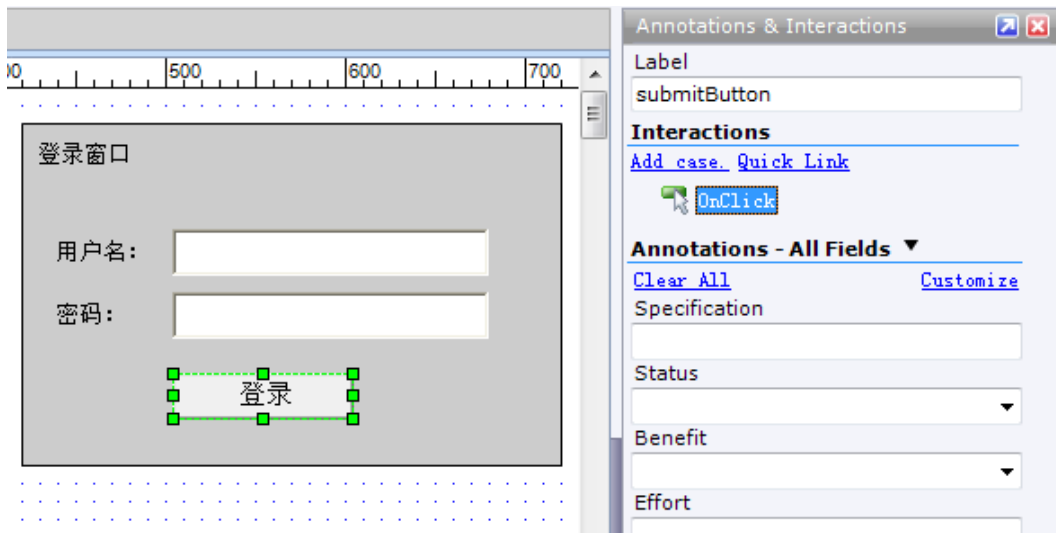 500 600 700
登录窗口
用户名:
密码:
登录
Annotations & Interactions
Label
submitButton
Interactions
Add case. Quick Link
OnClick
Annotations - All Fields ▼
Clear All Customize
Specification
Status
Benefit
Effort